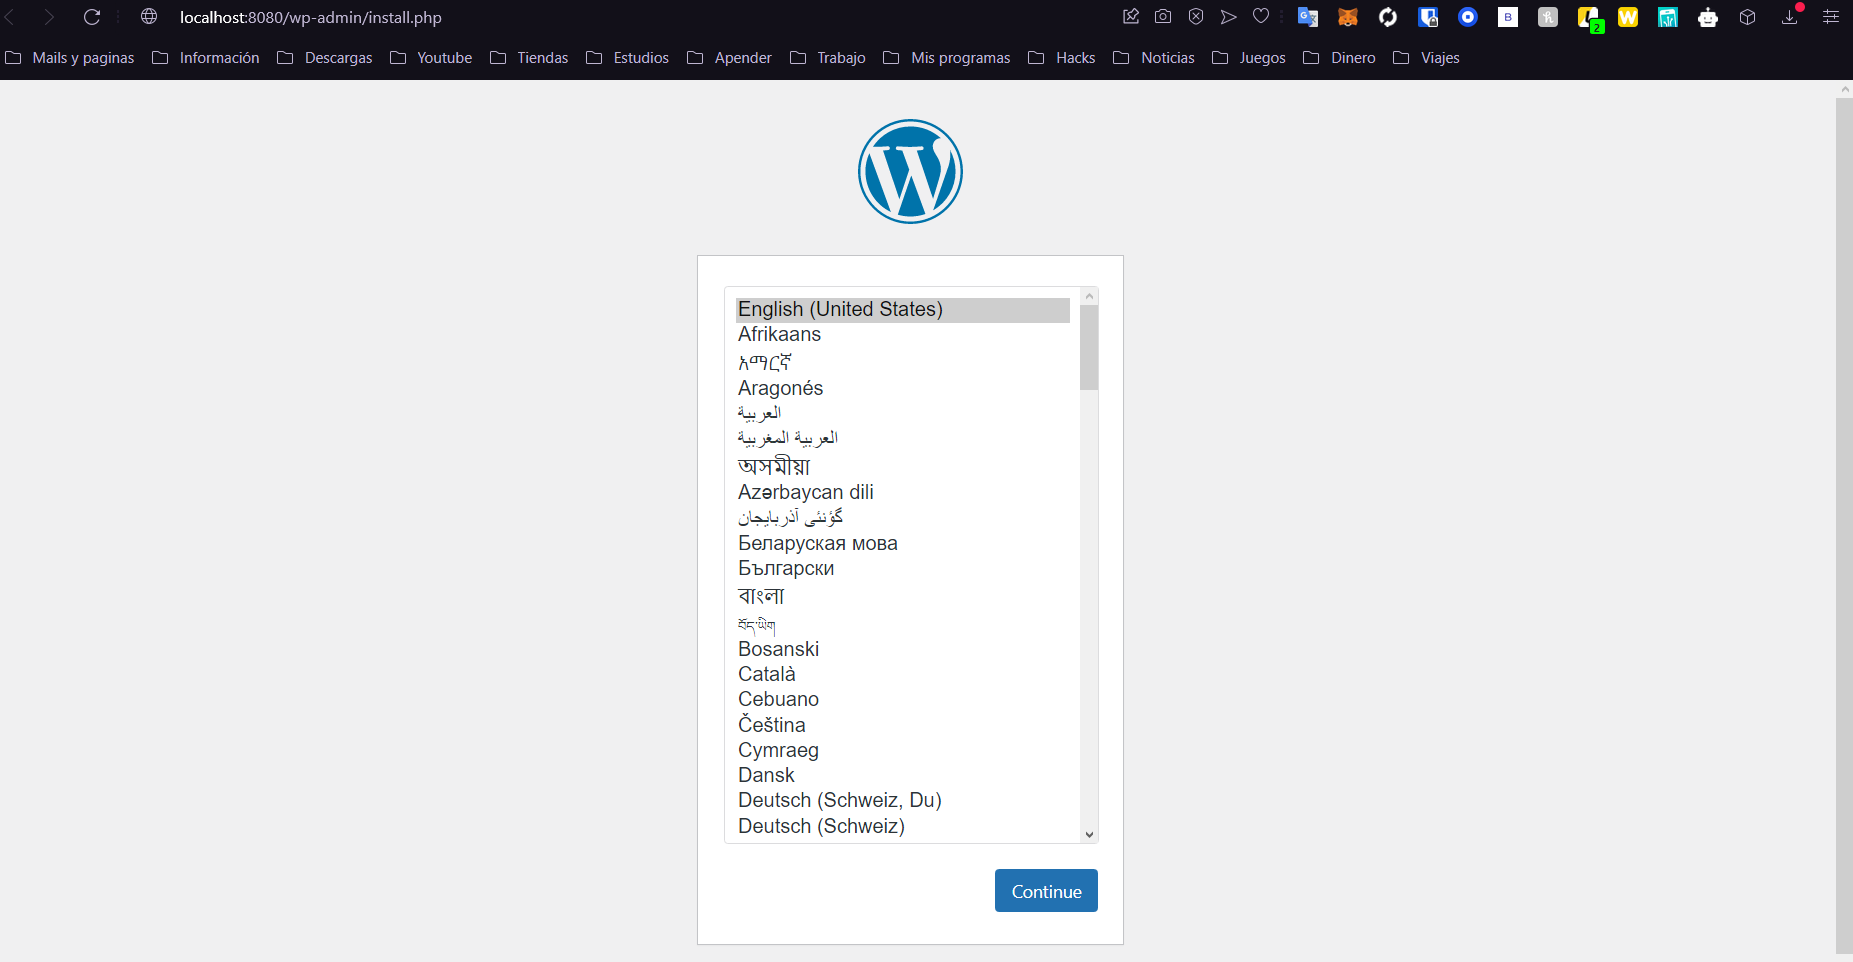 localhost:8080/wp-admin/install.php
2
Mails y paginas Información Descargas Youtube Tiendas Estudios Apender Trabajo Mis programas Hacks Noticias Juegos Dinero Viajes
English (United States)
Afrikaans
አማርኛ
Aragonés
العربية
العربية المغربية
অসমীয়া
Azərbaycan dili
گؤنئی آذربایجان
Беларуская мова
Български
বাংলা
བོད་ཡིག
Bosanski
Català
Cebuano
Čeština
Cymraeg
Dansk
Deutsch (Schweiz, Du)
Deutsch (Schweiz)
Continue